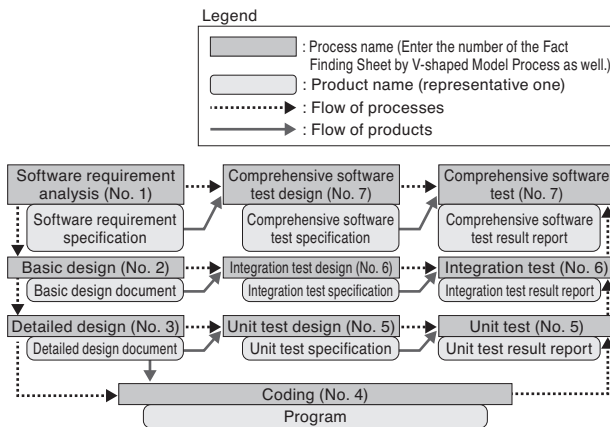 Legend
: Process name (Enter the number of the Fact
Finding Sheet by V-shaped Model Process as well.)
: Product name (representative one)
: Flow of processes
: Flow of products
Software requirement
analysis (No. 1)
Software requirement
specification
Comprehensive software
test design (No. 7)
Comprehensive software
test specification
Comprehensive software
test (No. 7)
Comprehensive software
test result report
Basic design (No. 2)
Basic design document
Integration test design (No. 6)
Integration test specification
Integration test (No. 6)
Integration test result report
Detailed design (No. 3)
Detailed design document
Unit test design (No. 5)
Unit test specification
Unit test (No. 5)
Unit test result report
Coding (No. 4)
Program